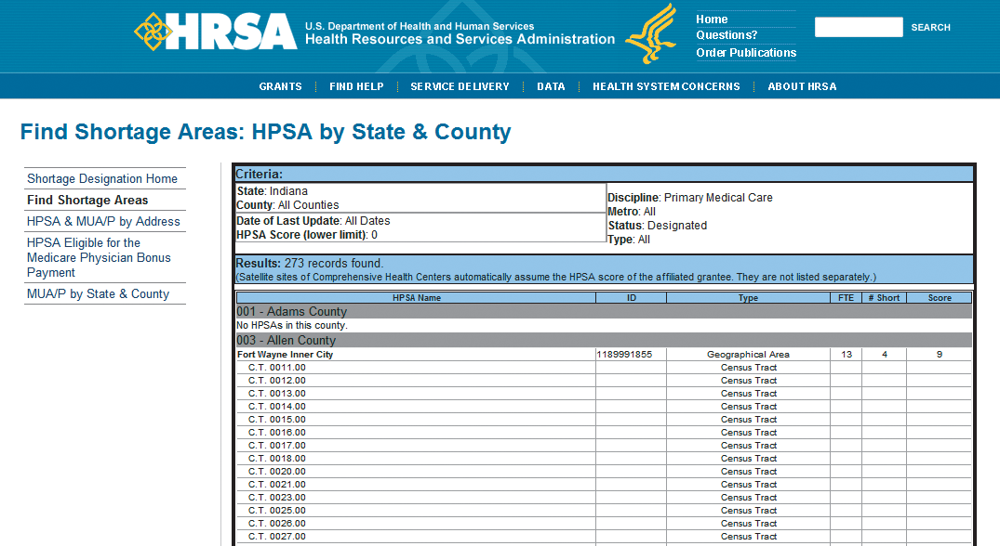 HRSA
U.S. Department of Health and Human Services
Health Resources and Services Administration
Home
Questions?
Order Publications
SEARCH
GRANTS
FIND HELP
SERVICE DELIVERY
DATA
HEALTH SYSTEM CONCERNS
ABOUT HRSA
Find Shortage Areas: HPSA by State & County
Shortage Designation Home
Find Shortage Areas
HPSA & MUA/P by Address
HPSA Eligible for the
Medicare Physician Bonus
Payment
MUA/P by State & County
Criteria:
State: Indiana
County: All Counties
Date of Last Update: All Dates
HPSA Score (lower limit): 0
Discipline: Primary Medical Care
Metro: All
Status: Designated
Type: All
Results: 273 records found.
(Satellite sites of Comprehensive Health Centers automatically assume the HPSA score of the affiliated grantee. They are not listed separately.)
HPSA Name ID Type FTE # Short Score
001 - Adams County
No HPSAs in this county.
003 - Allen County
Fort Wayne Inner City 1189991855 Geographical Area 13 4 9
C.T. 0011.00 Census Tract
C.T. 0012.00 Census Tract
C.T. 0013.00 Census Tract
C.T. 0014.00 Census Tract
C.T. 0015.00 Census Tract
C.T. 0016.00 Census Tract
C.T. 0017.00 Census Tract
C.T. 0018.00 Census Tract
C.T. 0020.00 Census Tract
C.T. 0021.00 Census Tract
C.T. 0023.00 Census Tract
C.T. 0025.00 Census Tract
C.T. 0026.00 Census Tract
C.T. 0027.00 Census Tract